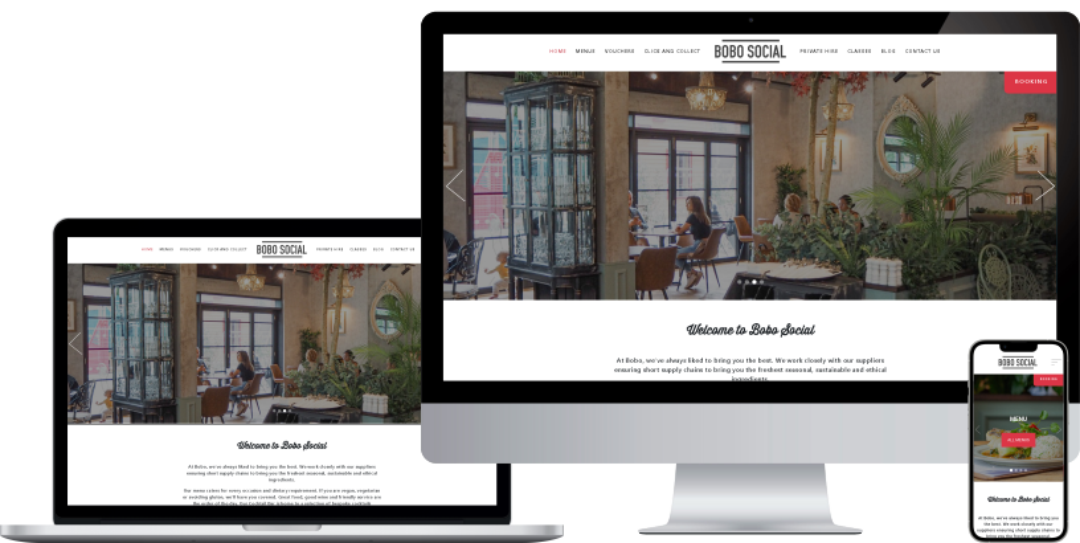 HOME MENUS VOUCHERS CLICK AND COLLECT BOBO SOCIAL PRIVATE HIRE CLASSES BLOG CONTACT US
BOOKING
Welcome to Bobo Social
At Bobo, we've always liked to bring you the best. We work closely with our suppliers
ensuring short supply chains to bring you the freshest seasonal, sustainable and ethical
ingredients.
HOME MENUS VOUCHERS CLICK AND COLLECT BOBO SOCIAL PRIVATE HIRE CLASSES BLOG CONTACT US
Welcome to Bobo Social
At Bobo, we've always liked to bring you the best. We work closely with our suppliers
ensuring short supply chains to bring you the freshest seasonal, sustainable and ethical
ingredients.
Our menu caters for every occasion and dietary requirement. If you are vegan, vegetarian
or avoiding gluten, we'll have you covered. Good food, good wine and friendly service are
BOBO SOCIAL
BOOKING
MENU
ALL MENUS
Welcome to Bobo Social
At Bobo, we've always liked to bring you
the best. We work closely with our
suppliers ensuring short supply chains to
bring you the freshest seasonal,